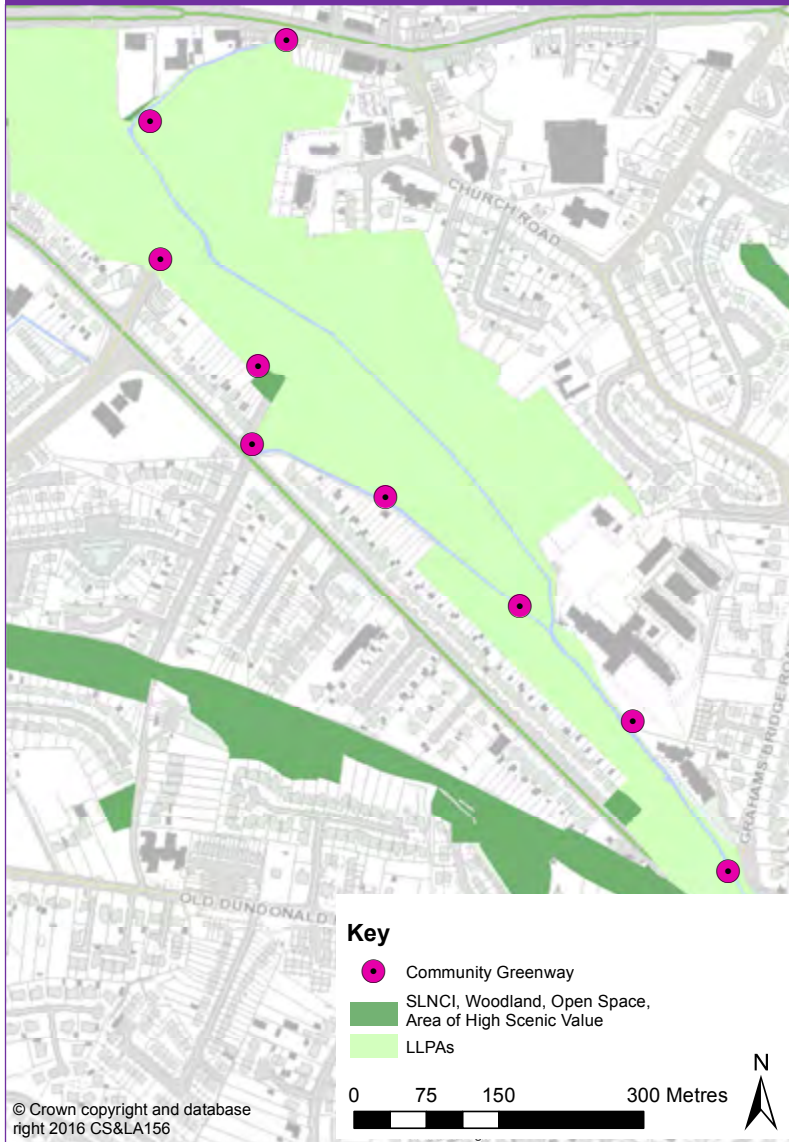 CHURCH ROAD
GRAHAMS BRIDGE ROAD
OLD DUNDONALD
Key
Community Greenway
SLNCI, Woodland, Open Space,
Area of High Scenic Value
LLPAs
N
0 75 150 300 Metres
© Crown copyright and database
right 2016 CS&LA156